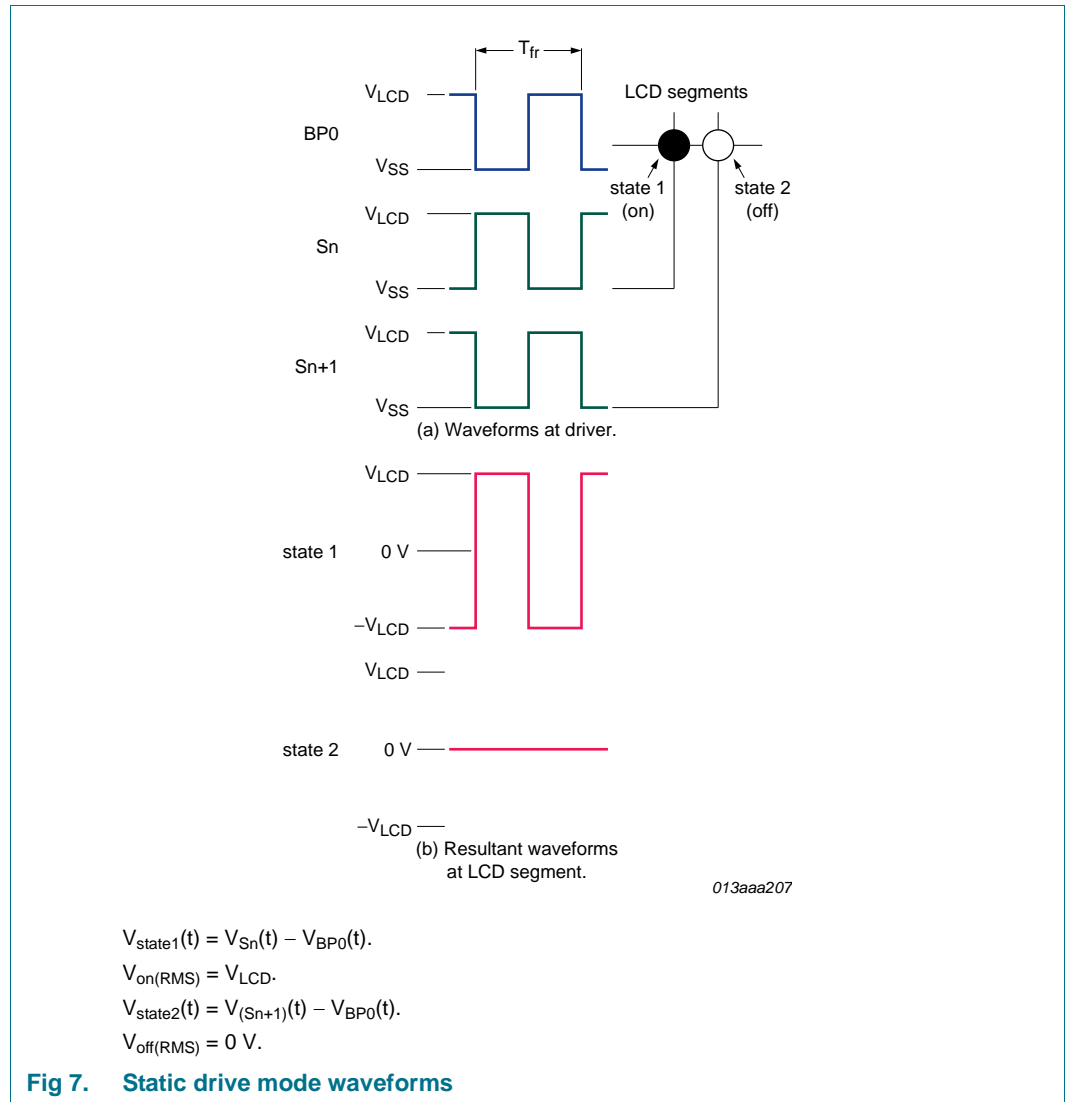 T_fr
V_LCD
LCD segments
BP0
V_SS
state 1
(on)
state 2
(off)
V_LCD
Sn
V_SS
V_LCD
Sn+1
V_SS
(a) Waveforms at driver.
V_LCD
state 1
0 V
−V_LCD
V_LCD
state 2
0 V
−V_LCD
(b) Resultant waveforms
at LCD segment.
013aaa207
V_state1(t) = V_Sn(t) − V_BP0(t).
V_on(RMS) = V_LCD.
V_state2(t) = V_(Sn+1)(t) − V_BP0(t).
V_off(RMS) = 0 V.
Fig 7. Static drive mode waveforms